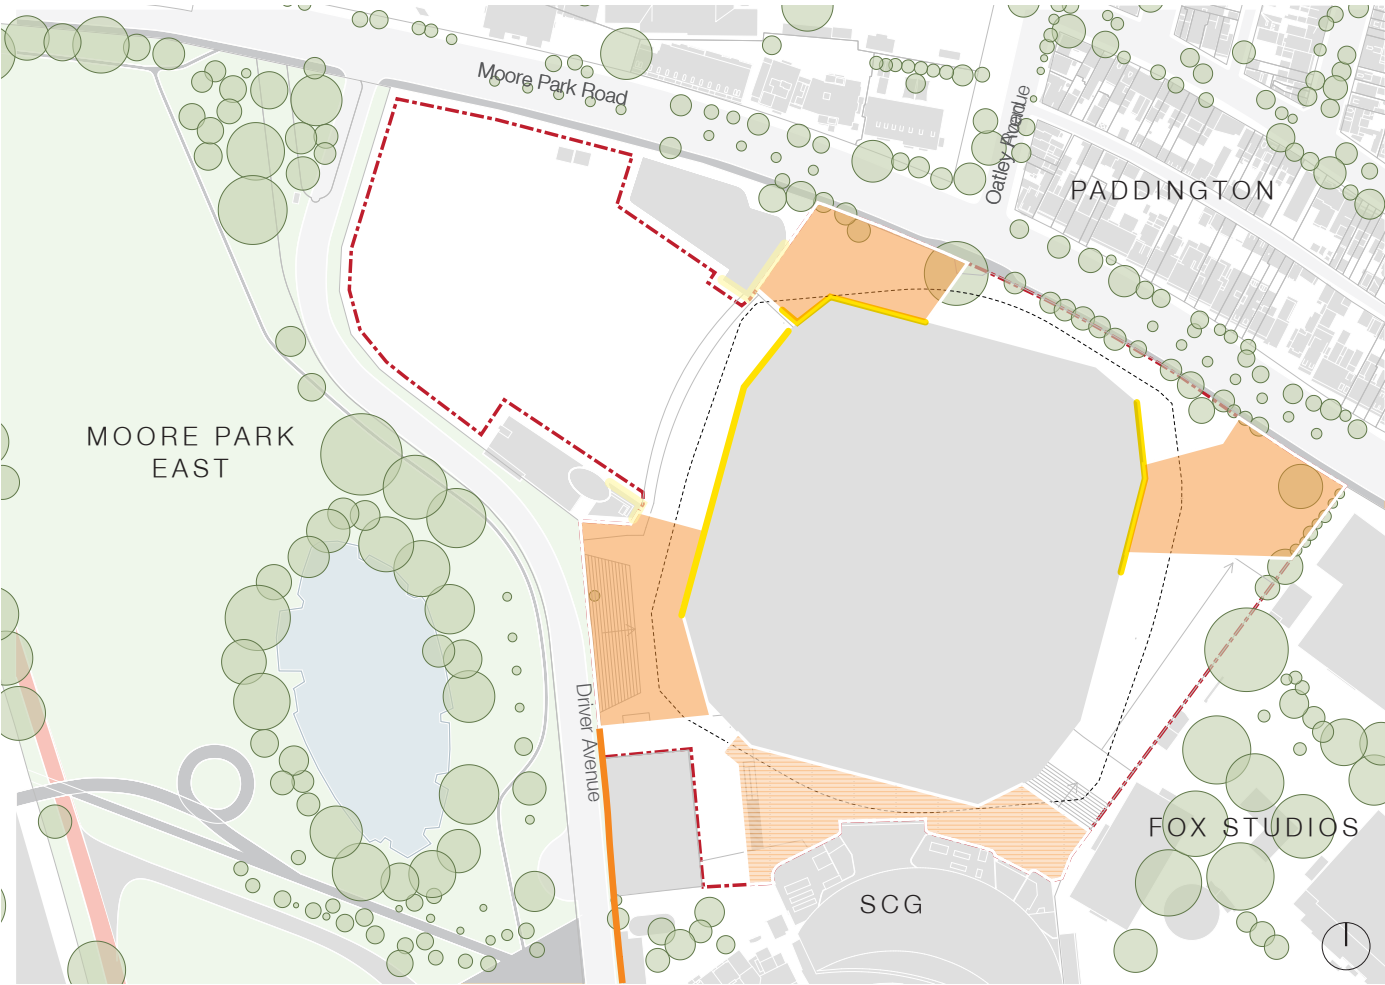 Moore Park Road
Oatley Road
PADDINGTON
MOORE PARK
EAST
Driver Avenue
FOX STUDIOS
SCG